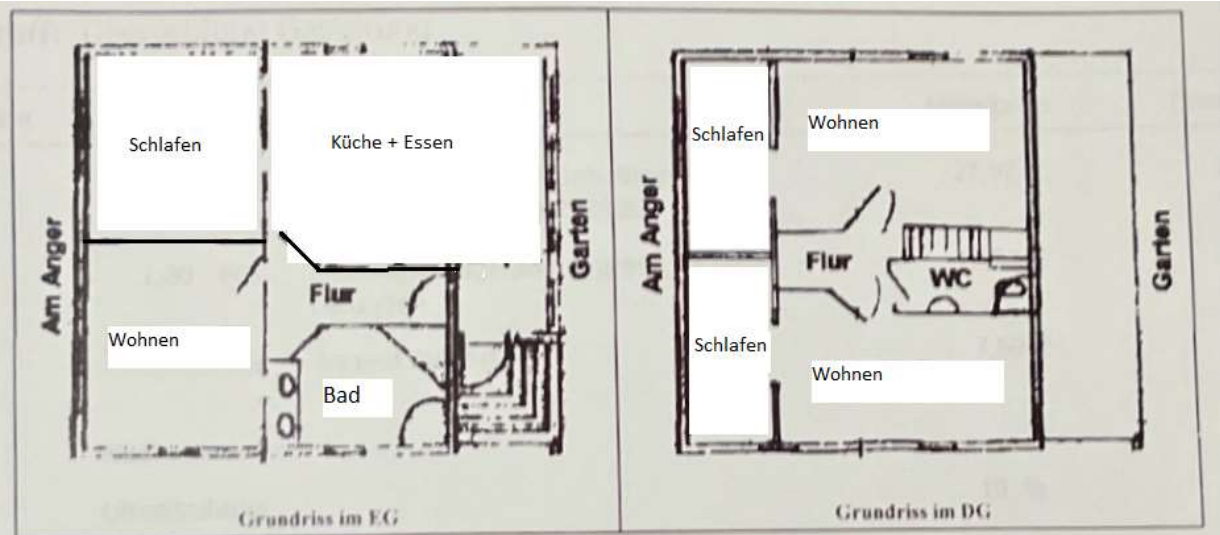 Schlafen
Küche + Essen
Am Anger
Garten
Flur
Wohnen
Bad
Grundriss im EG
Schlafen
Wohnen
Am Anger
Flur
WC
Garten
Schlafen
Wohnen
Grundriss im DG